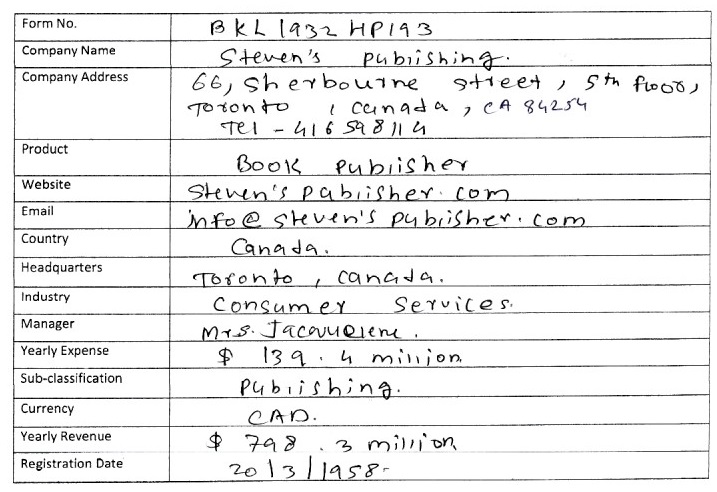 Form No. BKL 1932 HP193
Company Name Steven's Publishing.
Company Address 66, Sherbourne street, 5th floor,
Toronto, Canada, CA 84254
Tel - 416 598114
Product Book Publisher
Website Steven's Publisher.com
Email info@Steven's Publisher.com
Country Canada.
Headquarters Toronto, Canada.
Industry Consumer Services.
Manager Mrs. Jacquelene.
Yearly Expense $ 139.4 million
Sub-classification Publishing.
Currency CAD.
Yearly Revenue $ 798.3 million
Registration Date 20/3/1958-